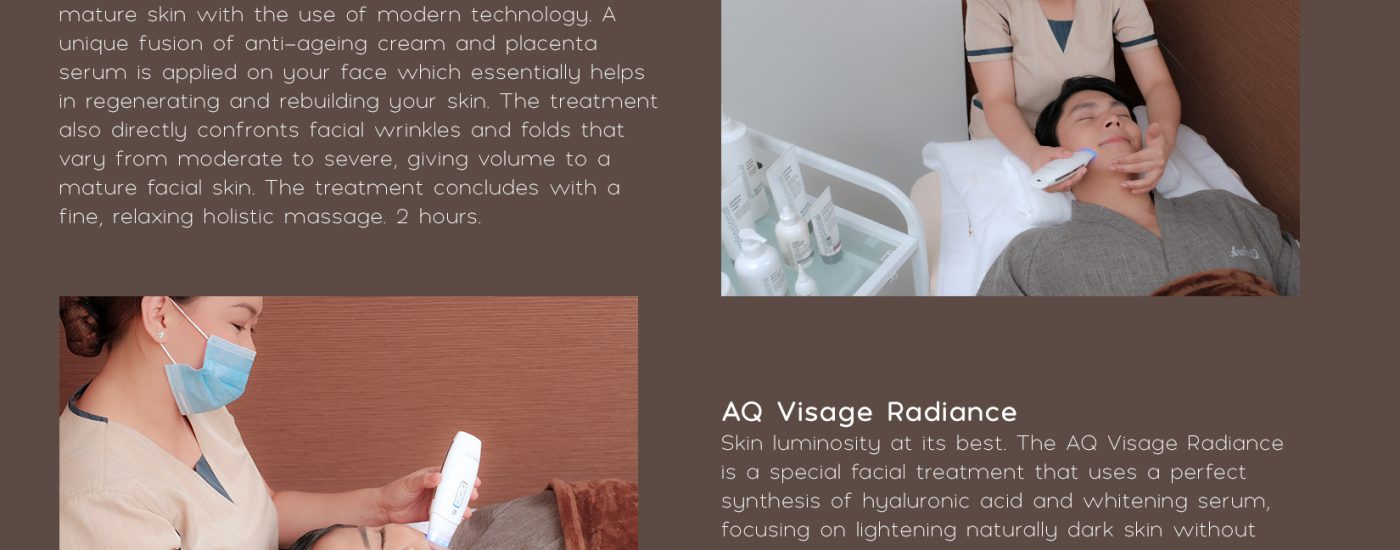 mature skin with the use of modern technology. A
unique fusion of anti-ageing cream and placenta
serum is applied on your face which essentially helps
in regenerating and rebuilding your skin. The treatment
also directly confronts facial wrinkles and folds that
vary from moderate to severe, giving volume to a
mature facial skin. The treatment concludes with a
fine, relaxing holistic massage. 2 hours.
AQ Visage Radiance
Skin luminosity at its best. The AQ Visage Radiance
is a special facial treatment that uses a perfect
synthesis of hyaluronic acid and whitening serum,
focusing on lightening naturally dark skin without